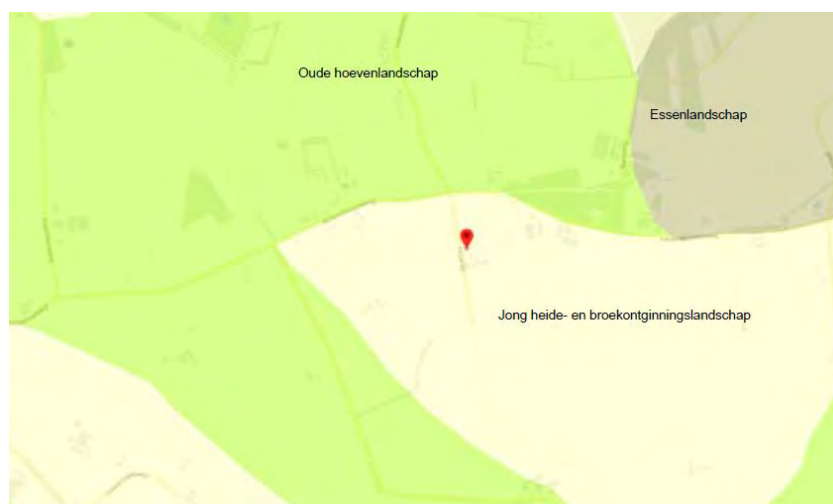 Oude hoevenlandschap
Essenlandschap
Jong heide- en broekontginningslandschap